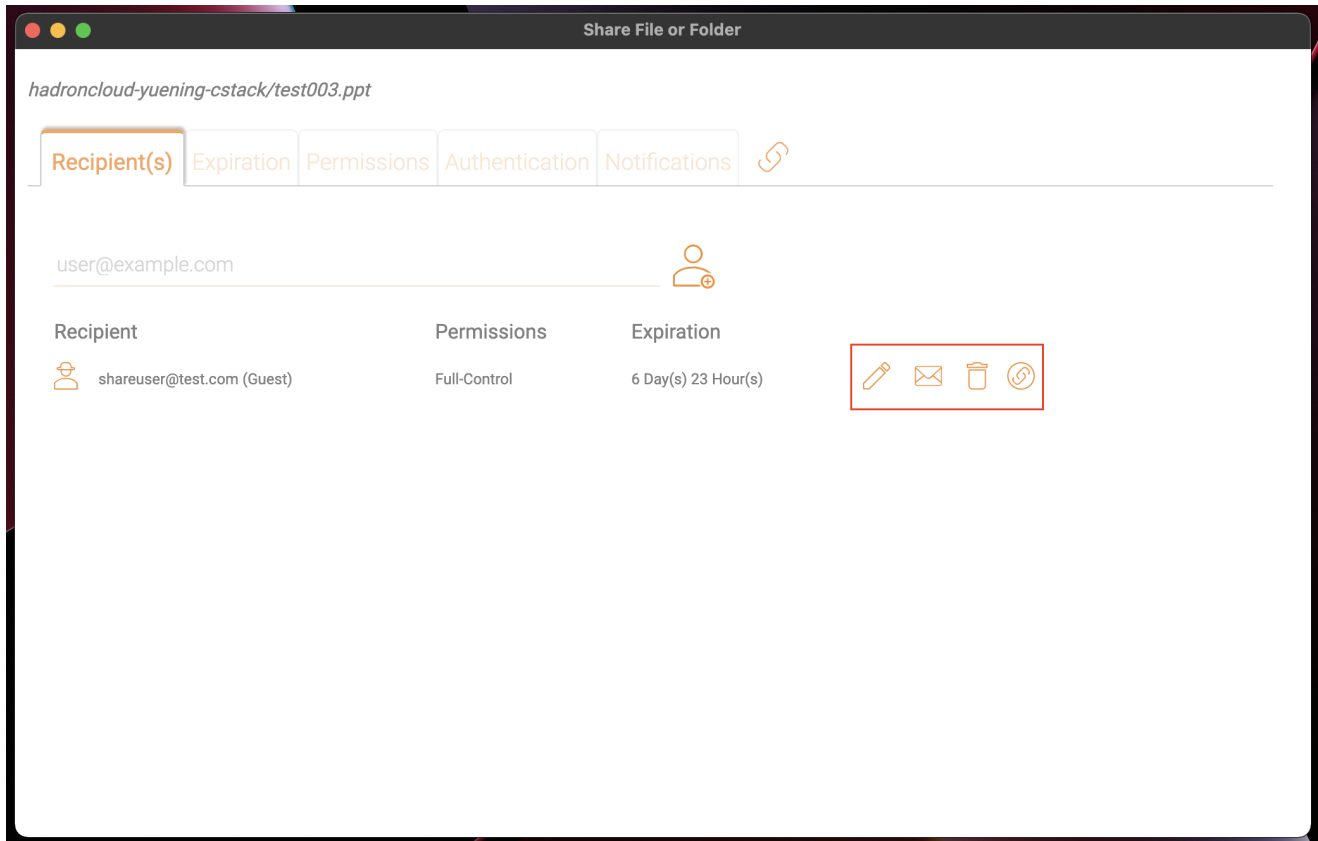 Share File or Folder
hadroncloud-yuening-cstack/test003.ppt
Recipient(s) Expiration Permissions Authentication Notifications
user@example.com
Recipient Permissions Expiration
shareuser@test.com (Guest) Full-Control 6 Day(s) 23 Hour(s)